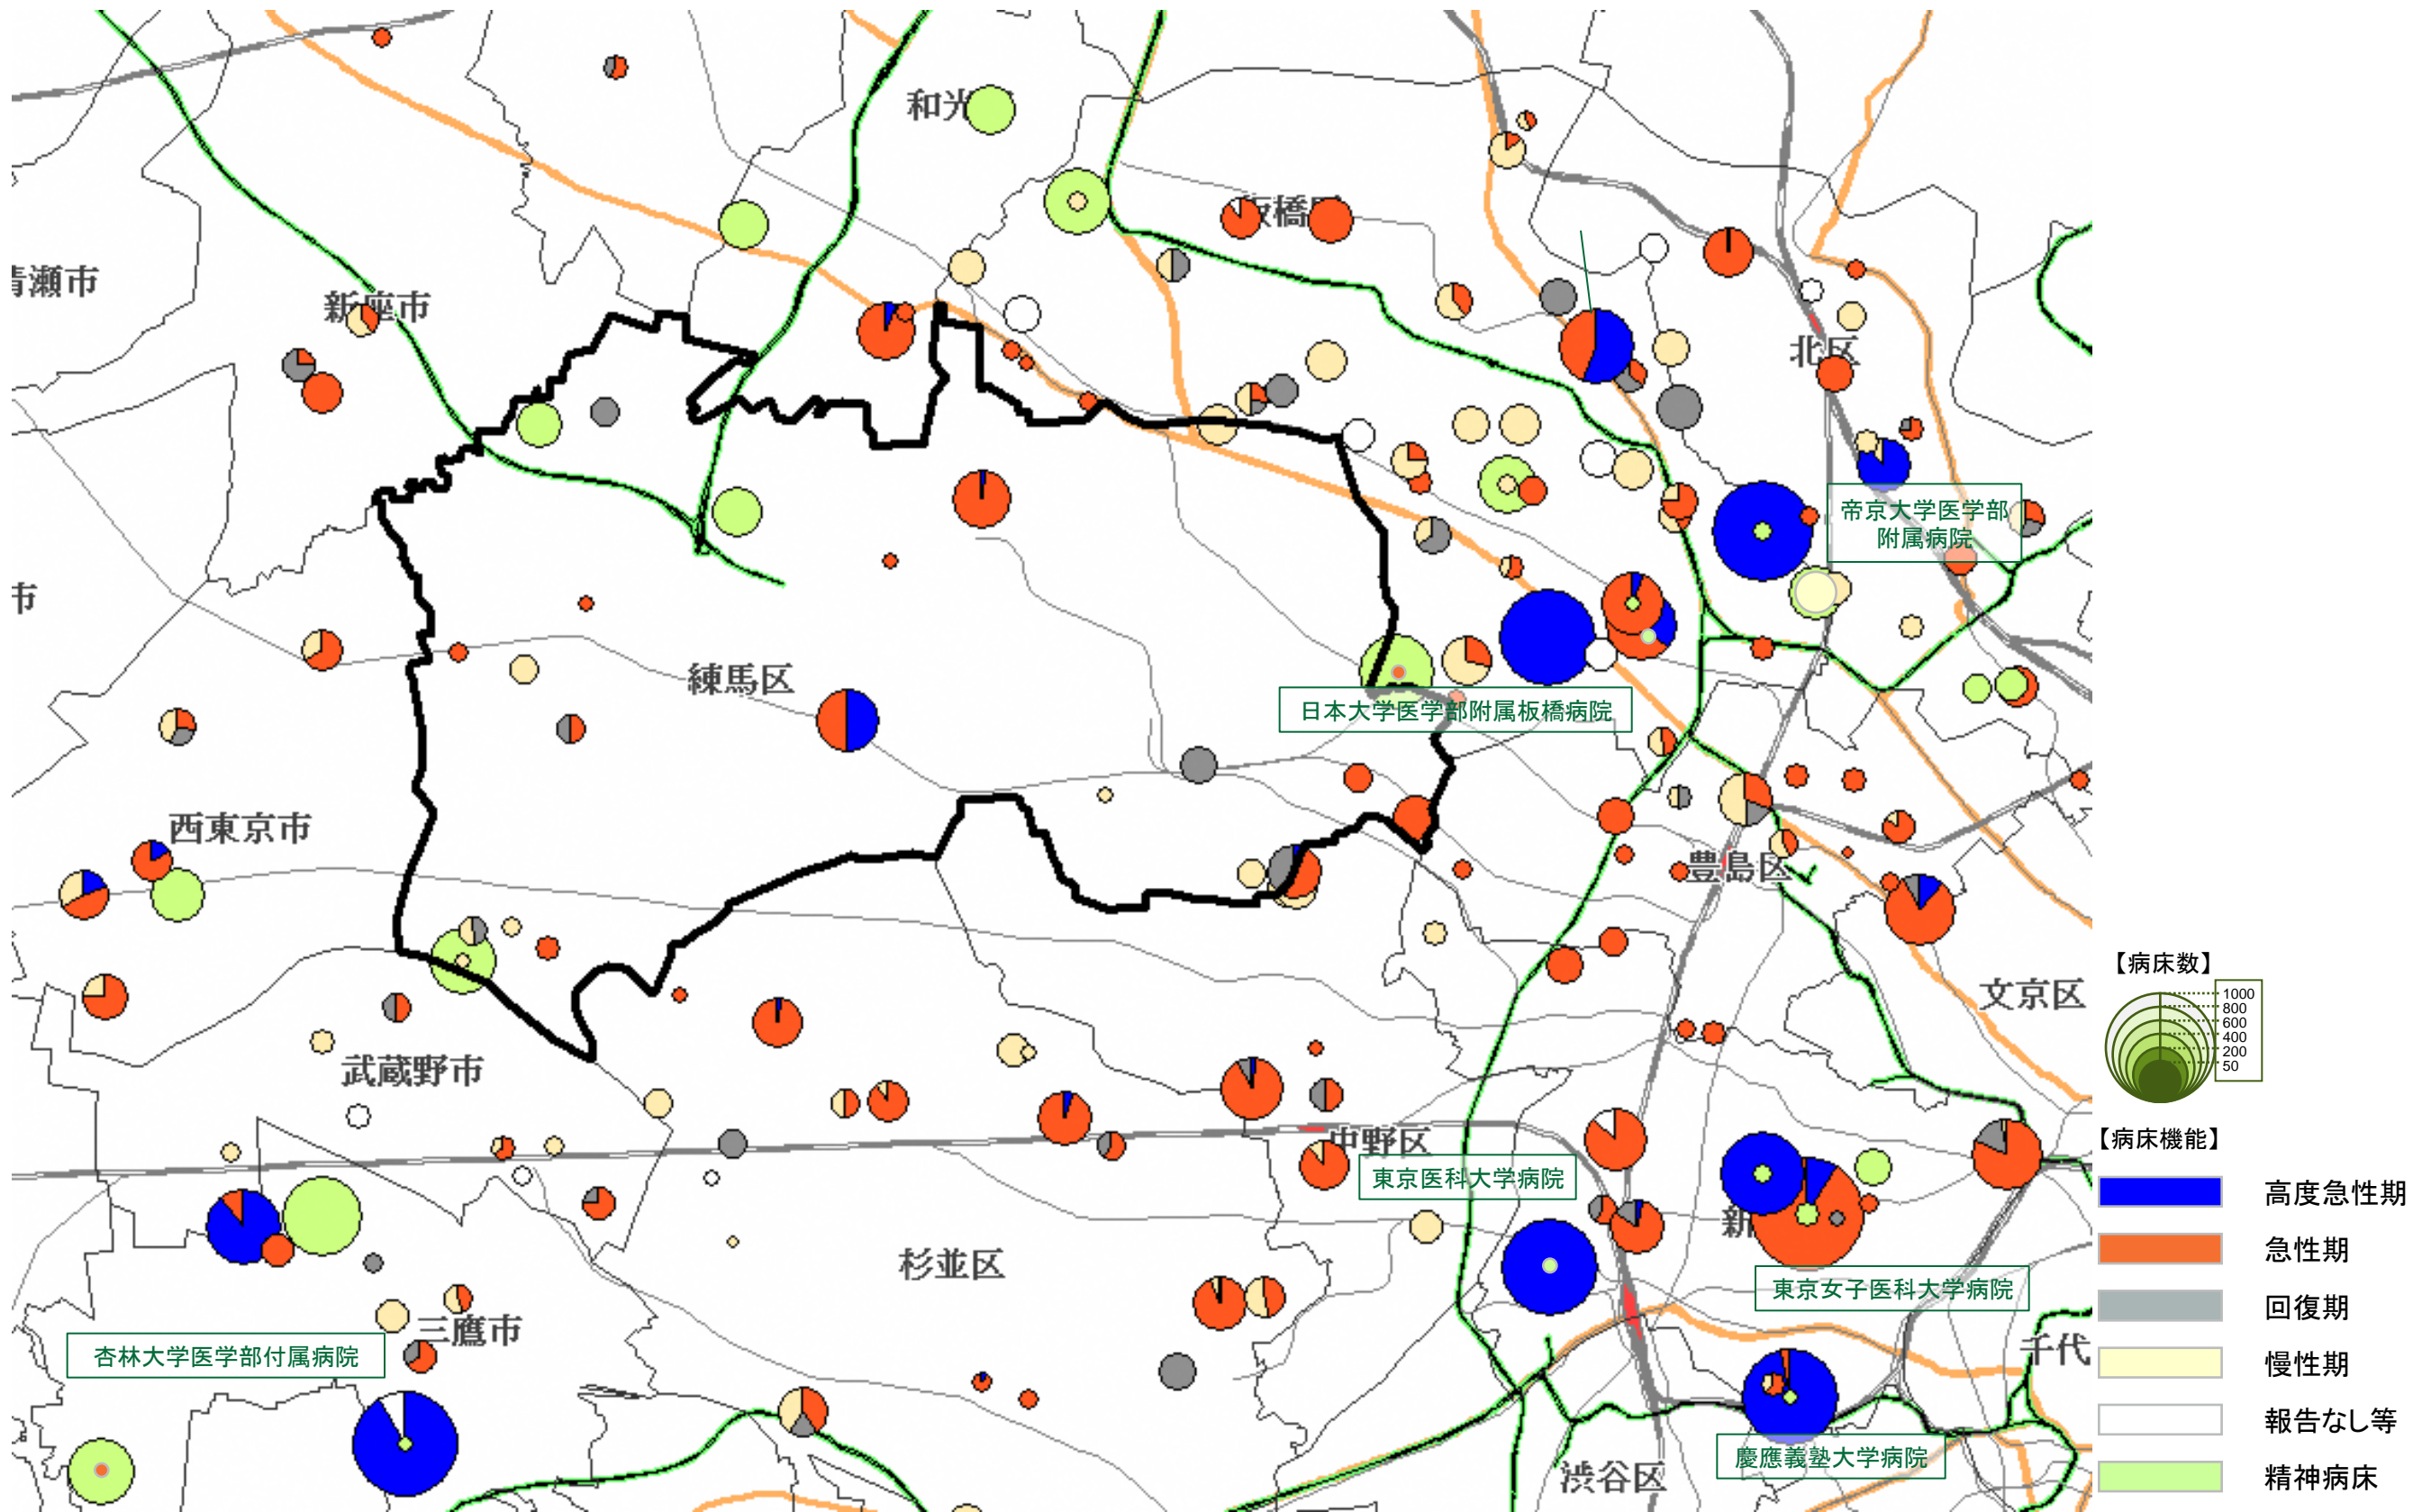 和光
板橋区
青瀬市
新座市
北区
帝京大学医学部
附属病院
市
練馬区
日本大学医学部附属板橋病院
西東京市
豊島区
【病床数】
1000
800
600
400
200
50
文京区
武蔵野市
【病床機能】
中野区
東京医科大学病院
高度急性期
新
急性期
杉並区
東京女子医科大学病院
回復期
三鷹市
千代
杏林大学医学部付属病院
慢性期
報告なし等
慶應義塾大学病院
渋谷区
精神病床